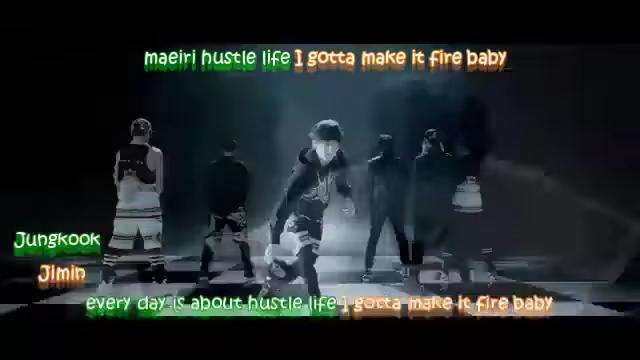 maeiri hustle life I gotta make it fire baby
Jungkook
Jimin
every day is about hustle life I gotta make it fire baby